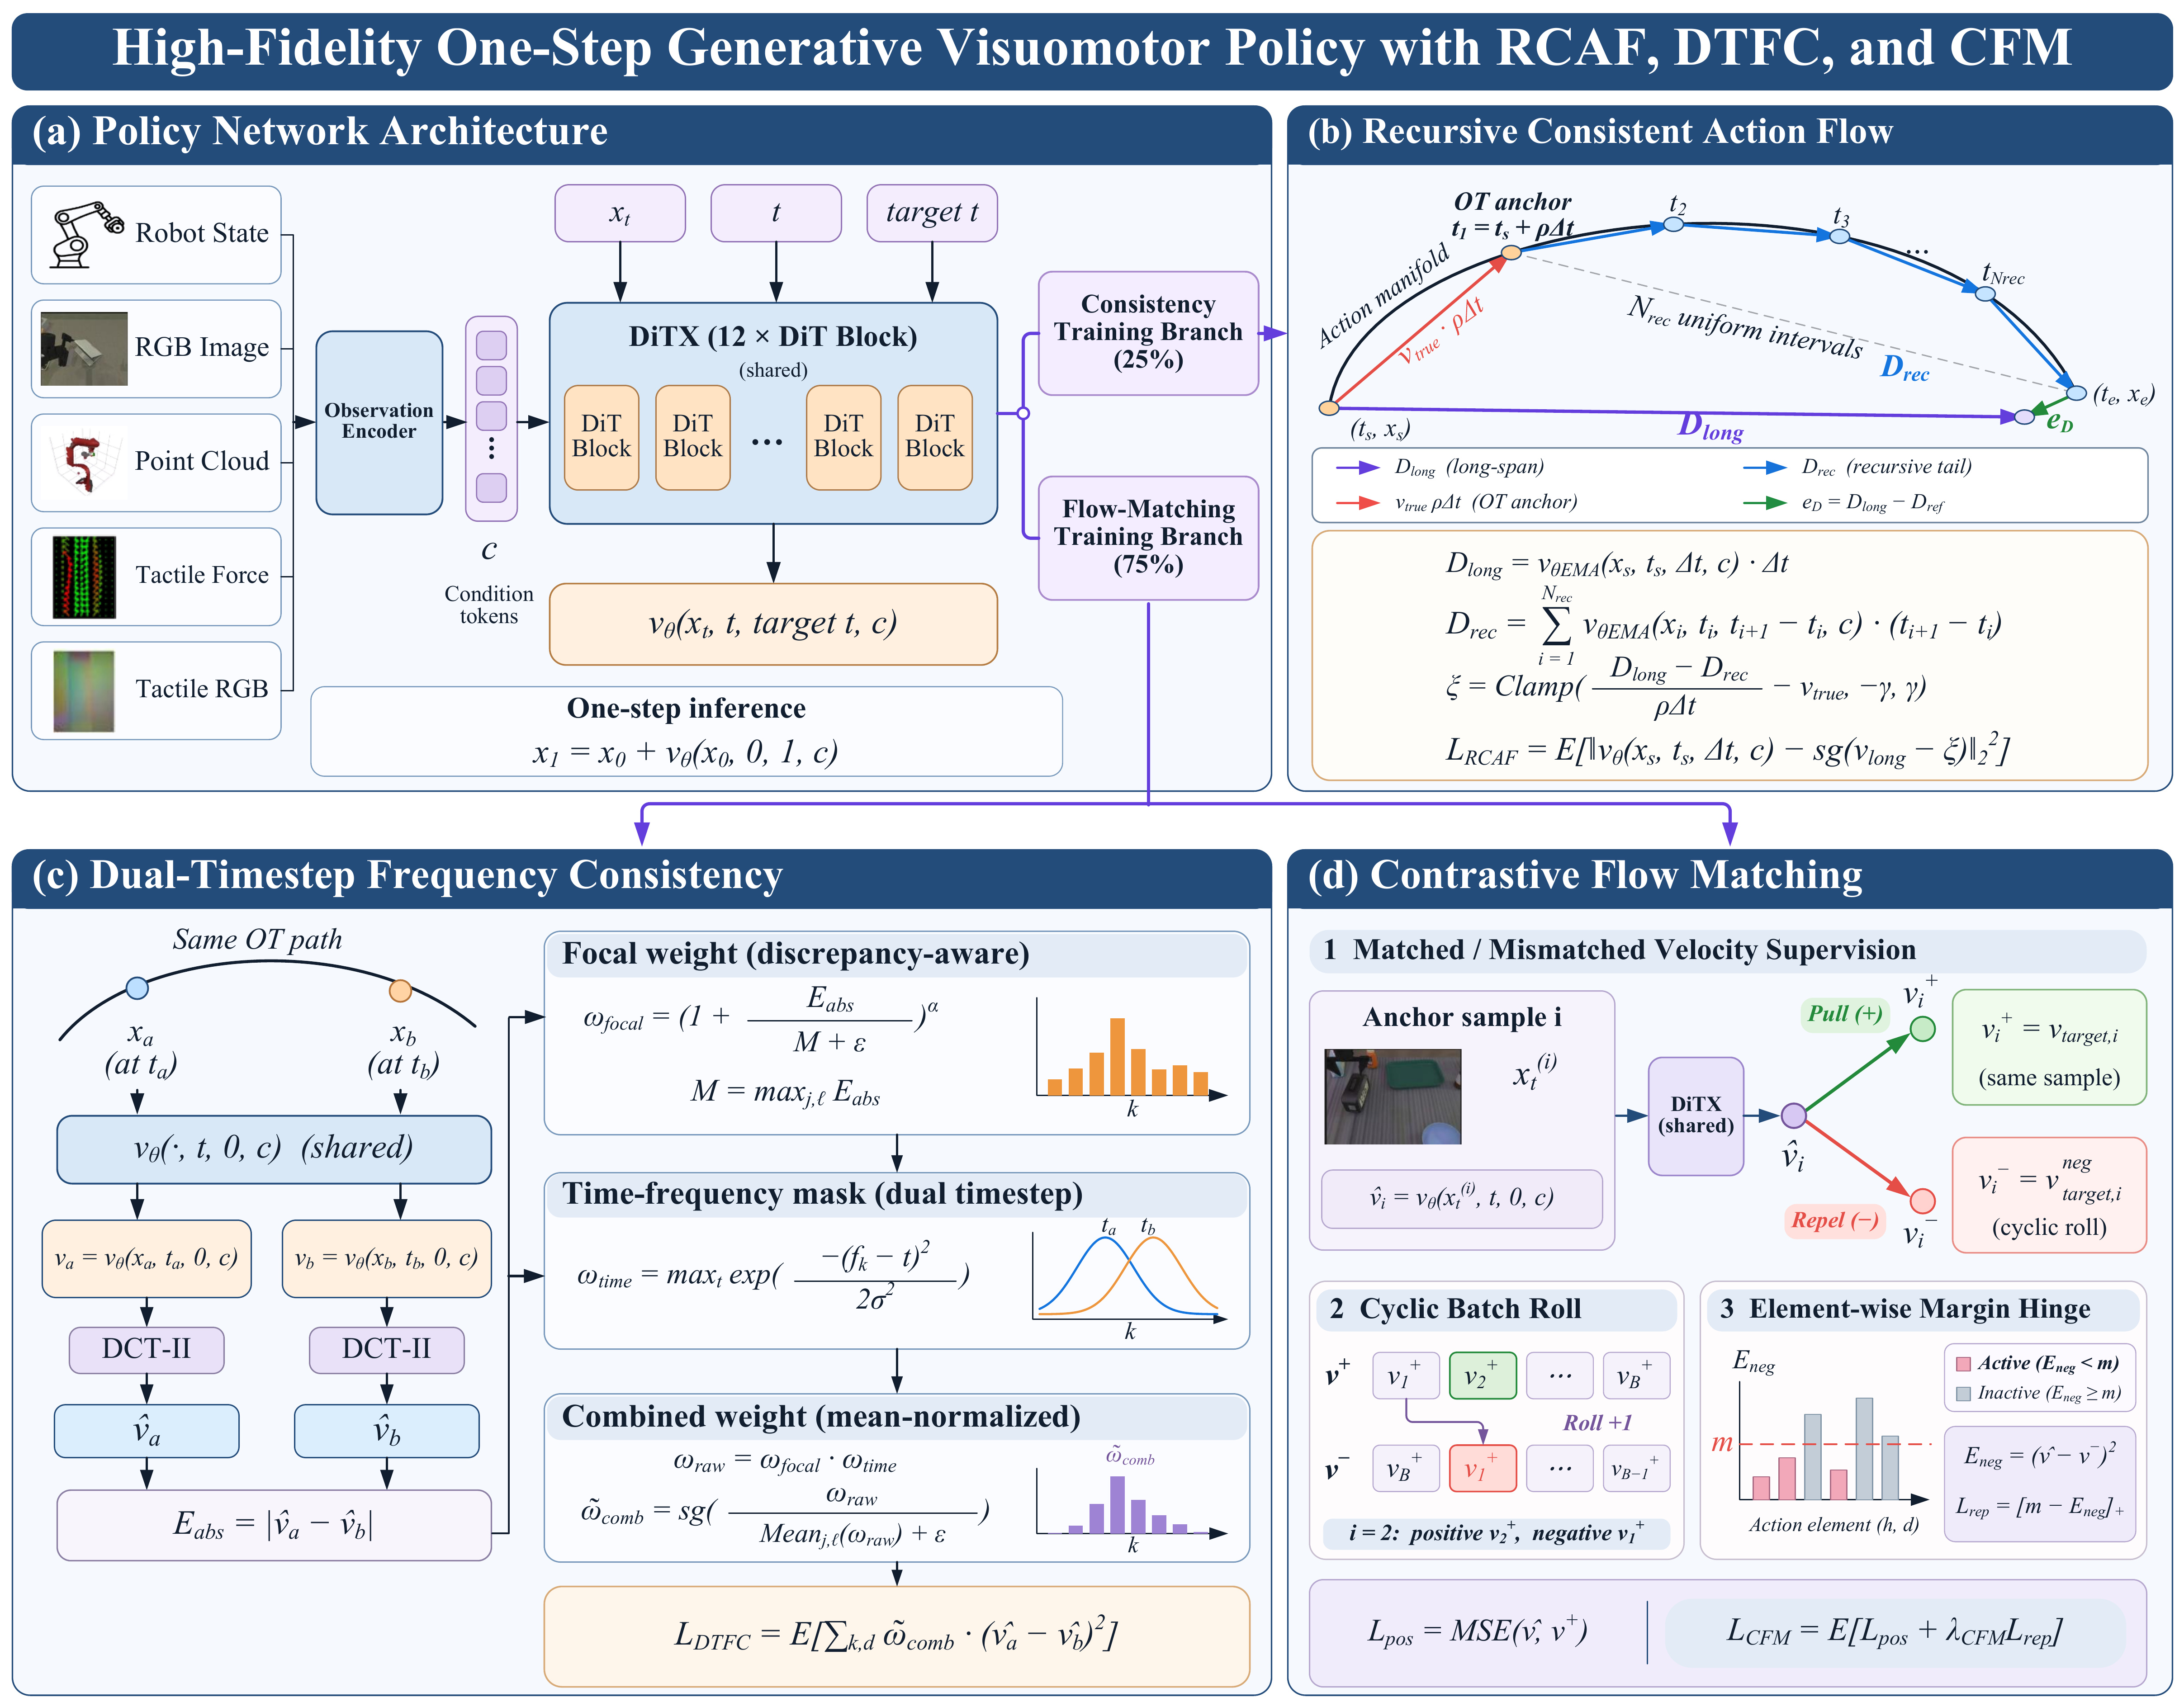 High-Fidelity One-Step Generative Visuomotor Policy with RCAF, DTFC, and CFM
(a) Policy Network Architecture
Robot State
RGB Image
Point Cloud
Tactile Force
Tactile RGB
Observation
Encoder
c
Condition
tokens
x_t
t
target t
DiTX (12 × DiT Block)
(shared)
DiT
Block
DiT
Block
...
DiT
Block
DiT
Block
v_θ(x_t, t, target t, c)
One-step inference
x_1 = x_0 + v_θ(x_0, 0, 1, c)
Consistency
Training Branch
(25%)
Flow-Matching
Training Branch
(75%)
(b) Recursive Consistent Action Flow
OT anchor
t_1 = t_s + ρΔt
t_2
t_3
...
t_Nrec
Action manifold
v_true · ρΔt
N_rec uniform intervals
D_rec
(t_e, x_e)
(t_s, x_s)
D_long
e_D
D_long (long-span)
D_rec (recursive tail)
v_true ρΔt (OT anchor)
e_D = D_long − D_ref
D_long = v_θEMA(x_s, t_s, Δt, c) · Δt
D_rec = ∑_{i = 1}^{N_rec} v_θEMA(x_i, t_i, t_{i+1} − t_i, c) · (t_{i+1} − t_i)
ξ = Clamp( (D_long − D_rec) / (ρΔt) − v_true, −γ, γ)
L_RCAF = E[‖v_θ(x_s, t_s, Δt, c) − sg(v_long − ξ)‖_2^2]
(c) Dual-Timestep Frequency Consistency
Same OT path
x_a
(at t_a)
x_b
(at t_b)
v_θ(·, t, 0, c) (shared)
v_a = v_θ(x_a, t_a, 0, c)
v_b = v_θ(x_b, t_b, 0, c)
DCT-II
DCT-II
v̂_a
v̂_b
E_abs = |v̂_a − v̂_b|
Focal weight (discrepancy-aware)
ω_focal = (1 + E_abs / (M + ε))^α
M = max_{j,ℓ} E_abs
k
Time-frequency mask (dual timestep)
ω_time = max_t exp( −(f_k − t)^2 / 2σ^2 )
t_a
t_b
k
Combined weight (mean-normalized)
ω_raw = ω_focal · ω_time
ω̃_comb = sg( ω_raw / (Mean_{j,ℓ}(ω_raw) + ε) )
ω̃_comb
k
L_DTFC = E[∑_{k,d} ω̃_comb · (v̂_a − v̂_b)^2]
(d) Contrastive Flow Matching
1 Matched / Mismatched Velocity Supervision
Anchor sample i
x_t^(i)
v̂_i = v_θ(x_t^(i), t, 0, c)
DiTX
(shared)
v̂_i
Pull (+)
v_i^+
Repel (−)
v_i^−
v_i^+ = v_target,i
(same sample)
v_i^− = v_target,i^neg
(cyclic roll)
2 Cyclic Batch Roll
v^+
v_1^+
v_2^+
...
v_B^+
Roll +1
v^−
v_B^+
v_1^+
...
v_{B−1}^+
i = 2: positive v_2^+, negative v_1^+
3 Element-wise Margin Hinge
E_neg
m
Action element (h, d)
Active (E_neg < m)
Inactive (E_neg ≥ m)
E_neg = (v̂ − v^−)^2
L_rep = [m − E_neg]_+
L_pos = MSE(v̂, v^+)
L_CFM = E[L_pos + λ_CFM L_rep]